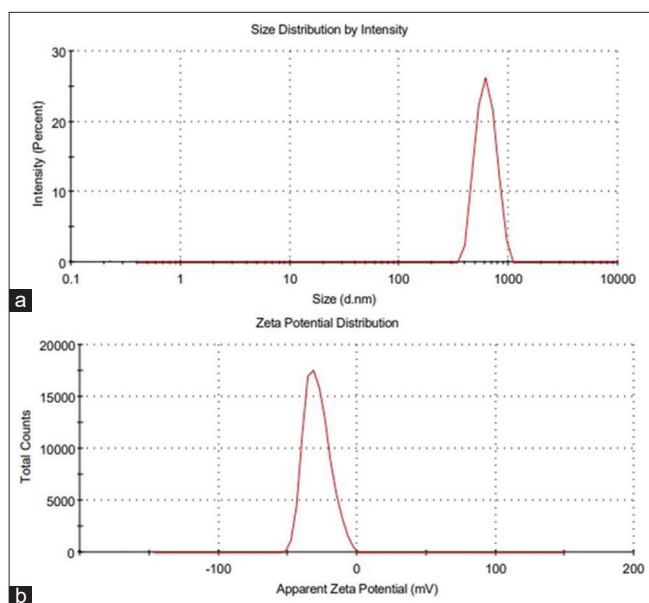 Size Distribution by Intensity
30
20
10
0
Intensity (Percent)
0.1 1 10 100 1000 10000
Size (d.nm)
a
Zeta Potential Distribution
20000
15000
10000
5000
0
Total Counts
-100 0 100 200
Apparent Zeta Potential (mV)
b